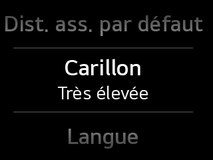 Dist. ass. par défaut
Carillon
Très élevée
Langue